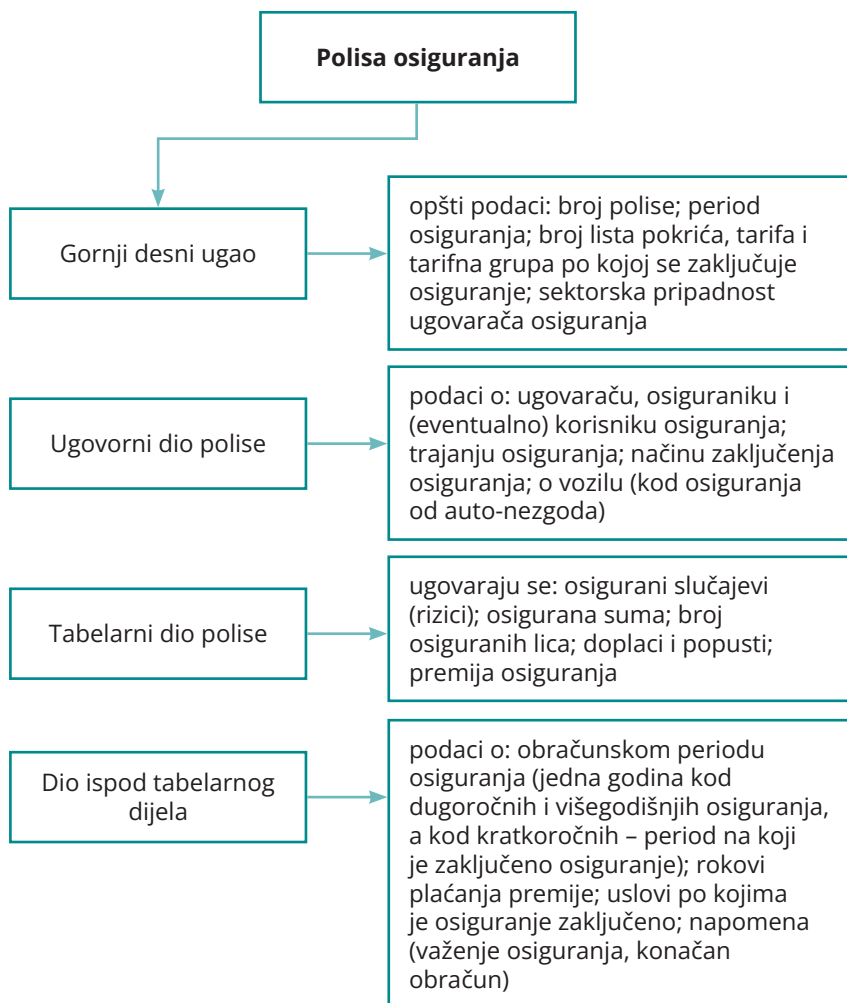 Polisa osiguranja
Gornji desni ugao
opšti podaci: broj polise; period
osiguranja; broj lista pokrića, tarifa i
tarifna grupa po kojoj se zaključuje
osiguranje; sektorska pripadnost
ugovarača osiguranja
Ugovorni dio polise
podaci o: ugovaraču, osiguraniku i
(eventualno) korisniku osiguranja;
trajanju osiguranja; načinu zaključenja
osiguranja; o vozilu (kod osiguranja
od auto-nezgoda)
Tabelarni dio polise
ugovaraju se: osigurani slučajevi
(rizici); osigurana suma; broj
osiguranih lica; doplaci i popusti;
premija osiguranja
Dio ispod tabelarnog
dijela
podaci o: obračunskom periodu
osiguranja (jedna godina kod
dugoročnih i višegodišnjih osiguranja,
a kod kratkoročnih – period na koji
je zaključeno osiguranje); rokovi
plaćanja premije; uslovi po kojima
je osiguranje zaključeno; napomena
(važenje osiguranja, konačan
obračun)